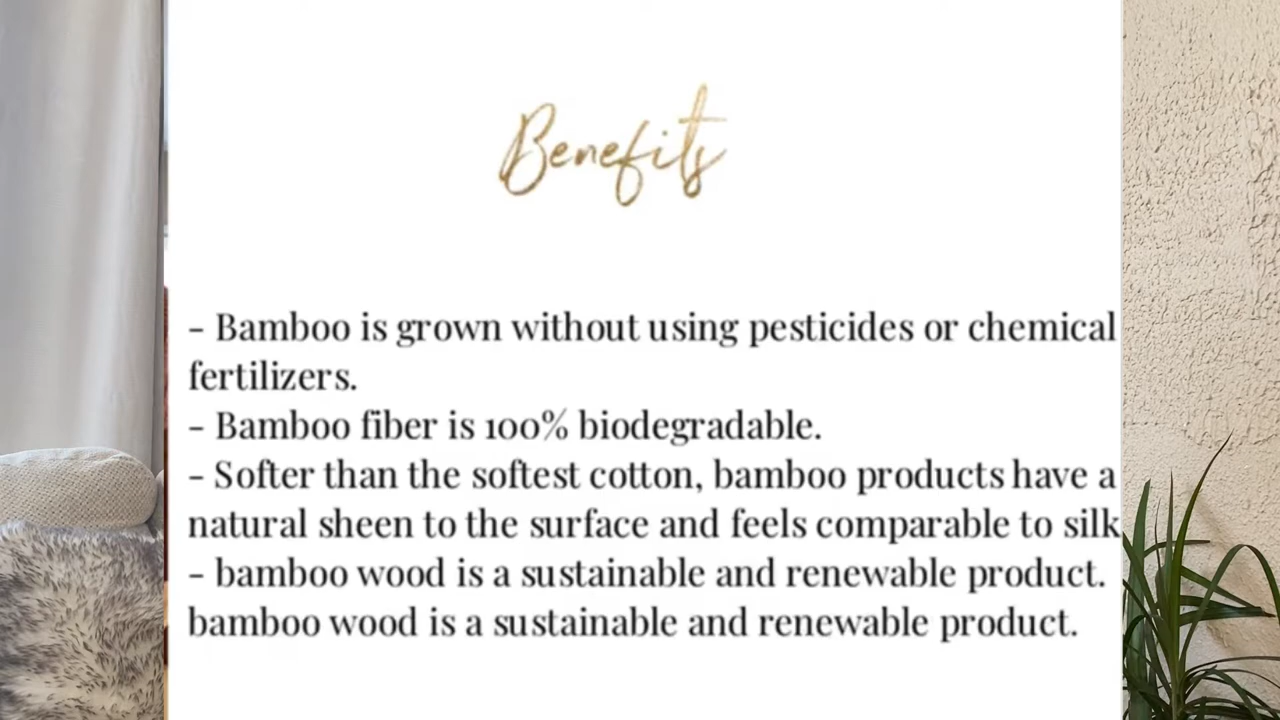 Benefits
- Bamboo is grown without using pesticides or chemical
fertilizers.
- Bamboo fiber is 100% biodegradable.
- Softer than the softest cotton, bamboo products have a
natural sheen to the surface and feels comparable to silk
- bamboo wood is a sustainable and renewable product.
bamboo wood is a sustainable and renewable product.